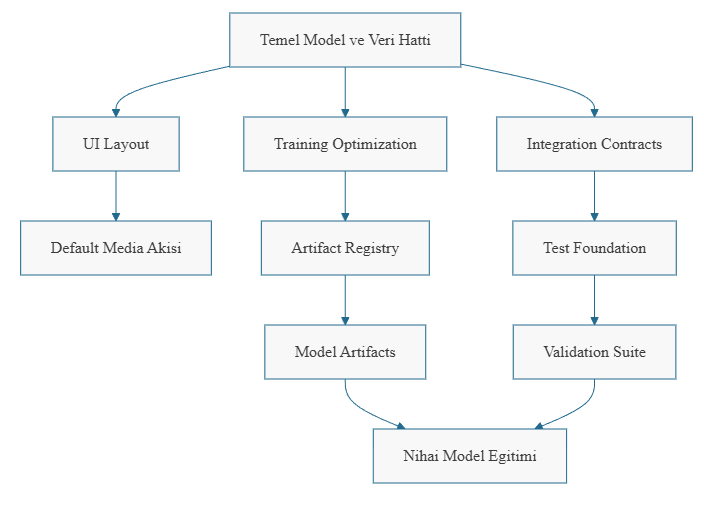 Temel Model ve Veri Hatti
UI Layout
Training Optimization
Integration Contracts
Default Media Akisi
Artifact Registry
Test Foundation
Model Artifacts
Validation Suite
Nihai Model Egitimi